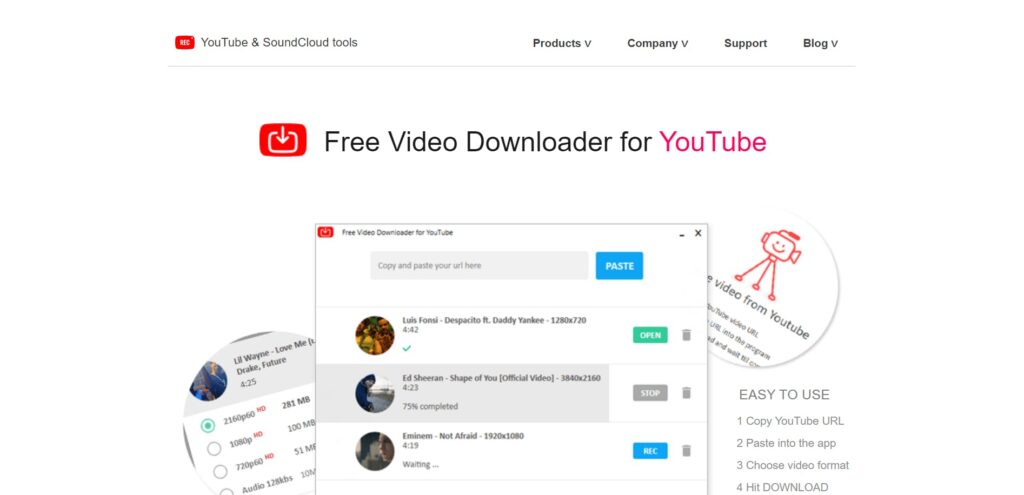 REC YouTube & SoundCloud tools
Products ∨ Company ∨ Support Blog ∨
Free Video Downloader for YouTube
Free Video Downloader for YouTube
Copy and paste your url here PASTE
Luis Fonsi - Despacito ft. Daddy Yankee - 1280x720
4:42
OPEN
Ed Sheeran - Shape of You [Official Video] - 3840x2160
4:23
75% completed
STOP
Eminem - Not Afraid - 1920x1080
4:19
Waiting ...
REC
Lil Wayne - Love Me
Drake, Future
4:25
2160p60 HD 281 MB
1080p HD 100 MB
720p60 HD 51 M
Audio 128kbs 10M
video from Youtube
YouTube video URL
URL into the program
EASY TO USE
1 Copy YouTube URL
2 Paste into the app
3 Choose video format
4 Hit DOWNLOAD